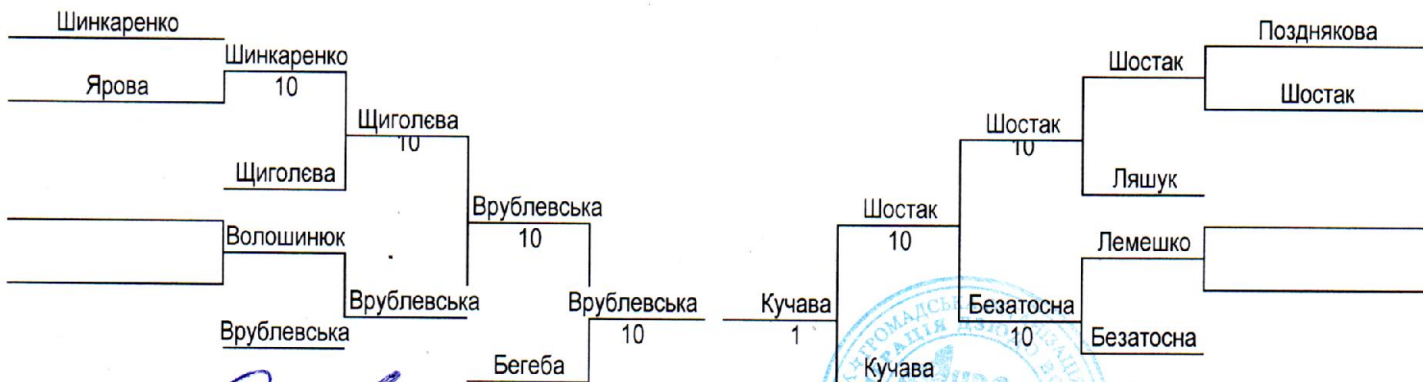 Шинкаренко
Позднякова
Шинкаренко
10
Шостак
Ярова
Шостак
Щиголєва
10
Шостак
10
Щиголєва
Ляшук
Врублевська
10
Шостак
10
Волошинюк
Лемешко
Врублевська
Врублевська
10
Кучава
1
Безатосна
10
Врублевська
Безатосна
Бегеба
Кучава